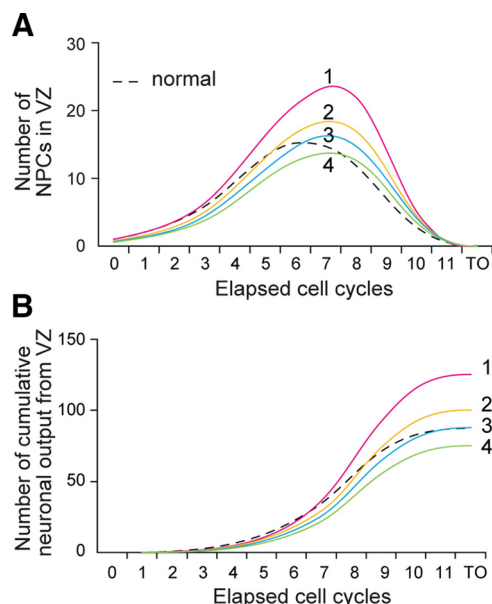 A
30
20
10
0
Number of
NPCs in VZ
normal
1
2
3
4
0 1 2 3 4 5 6 7 8 9 10 11 TO
Elapsed cell cycles
B
150
100
50
0
Number of cumulative
neuronal output from VZ
1
2
3
4
0 1 2 3 4 5 6 7 8 9 10 11 TO
Elapsed cell cycles